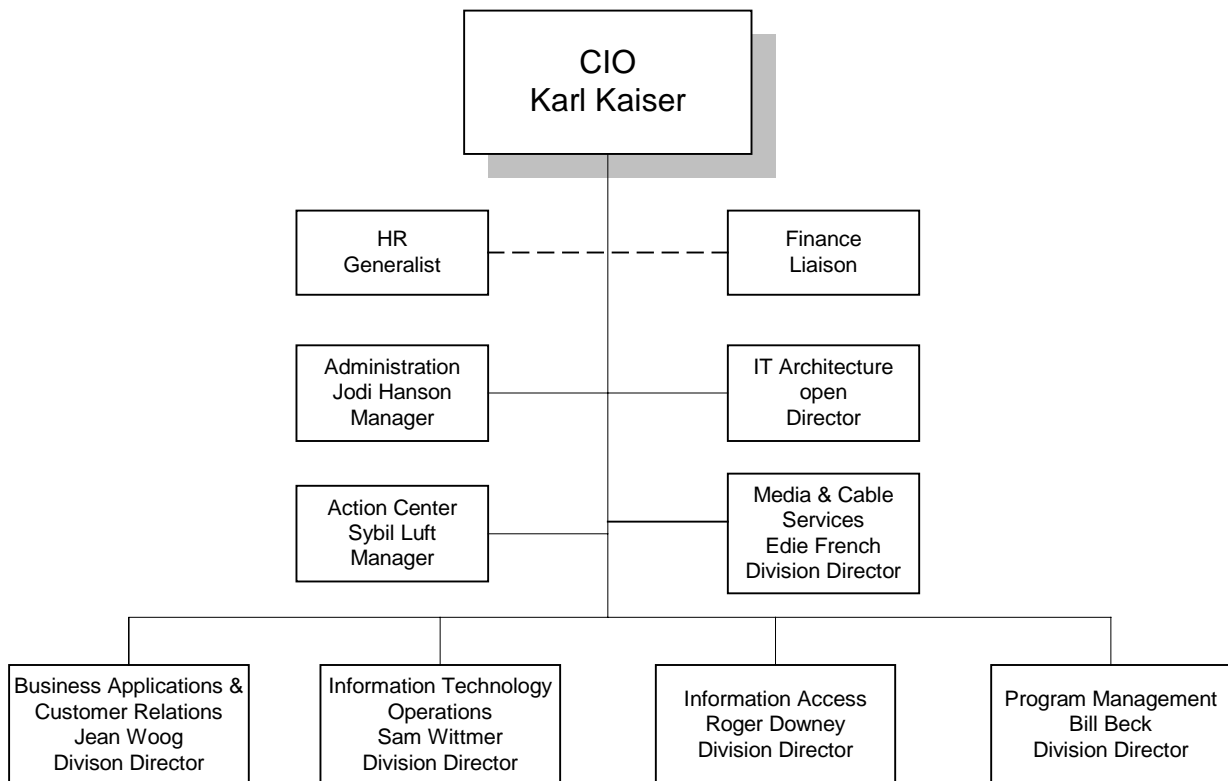 CIO
Karl Kaiser
HR
Generalist
Finance
Liaison
Administration
Jodi Hanson
Manager
IT Architecture
open
Director
Action Center
Sybil Luft
Manager
Media & Cable
Services
Edie French
Division Director
Business Applications &
Customer Relations
Jean Woog
Divison Director
Information Technology
Operations
Sam Wittmer
Division Director
Information Access
Roger Downey
Division Director
Program Management
Bill Beck
Division Director